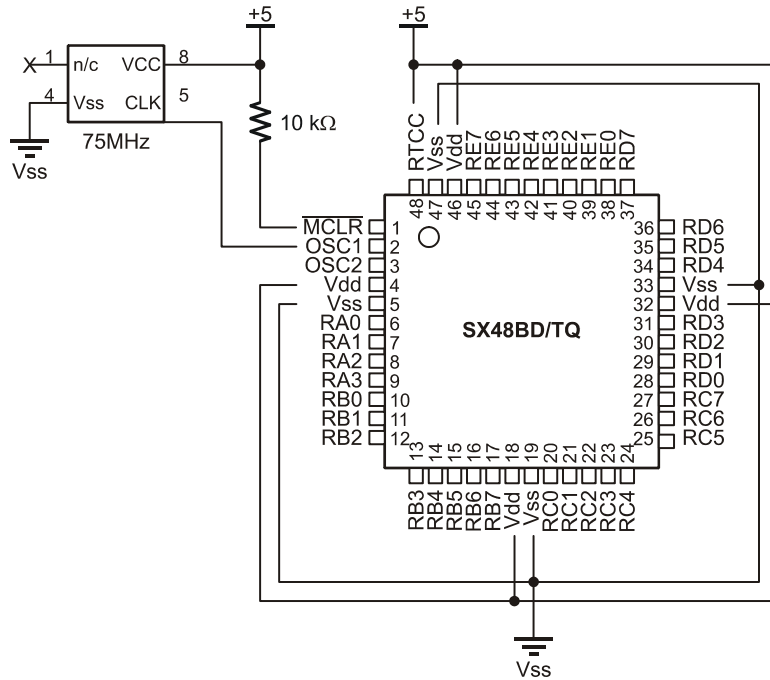 +5
+5
1 n/c VCC 8
4 Vss CLK 5
75MHz
Vss
10 kΩ
RTCC
Vss
Vdd
RE7
RE6
RE5
RE4
RE3
RE2
RE1
RE0
RD7
48 47 46 45 44 43 42 41 40 39 38 37
MCLR 1
OSC1 2
OSC2 3
Vdd 4
Vss 5
RA0 6
RA1 7
RA2 8
RA3 9
RB0 10
RB1 11
RB2 12
SX48BD/TQ
36 RD6
35 RD5
34 RD4
33 Vss
32 Vdd
31 RD3
30 RD2
29 RD1
28 RD0
27 RC7
26 RC6
25 RC5
13 14 15 16 17 18 19 20 21 22 23 24
RB3
RB4
RB5
RB6
RB7
Vdd
Vss
RC0
RC1
RC2
RC3
RC4
Vss